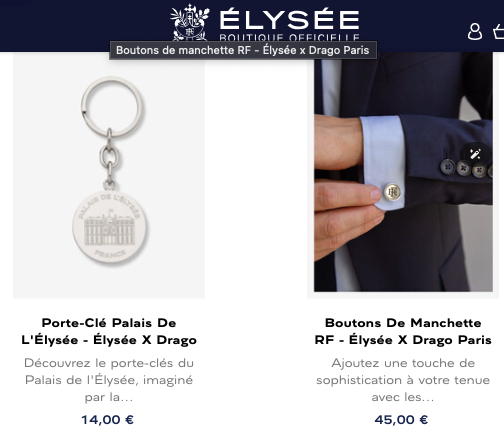 ÉLYSÉE
BOUTIQUE OFFICIELLE
Boutons de manchette RF - Élysée x Drago Paris
PALAIS DE L'ÉLYSÉE
FRANCE
RF
Porte-Clé Palais De
L'Élysée - Élysée X Drago
Découvrez le porte-clés du
Palais de l'Élysée, imaginé
par la...
14,00 €
Boutons De Manchette
RF - Élysée X Drago Paris
Ajoutez une touche de
sophistication à votre tenue
avec les...
45,00 €